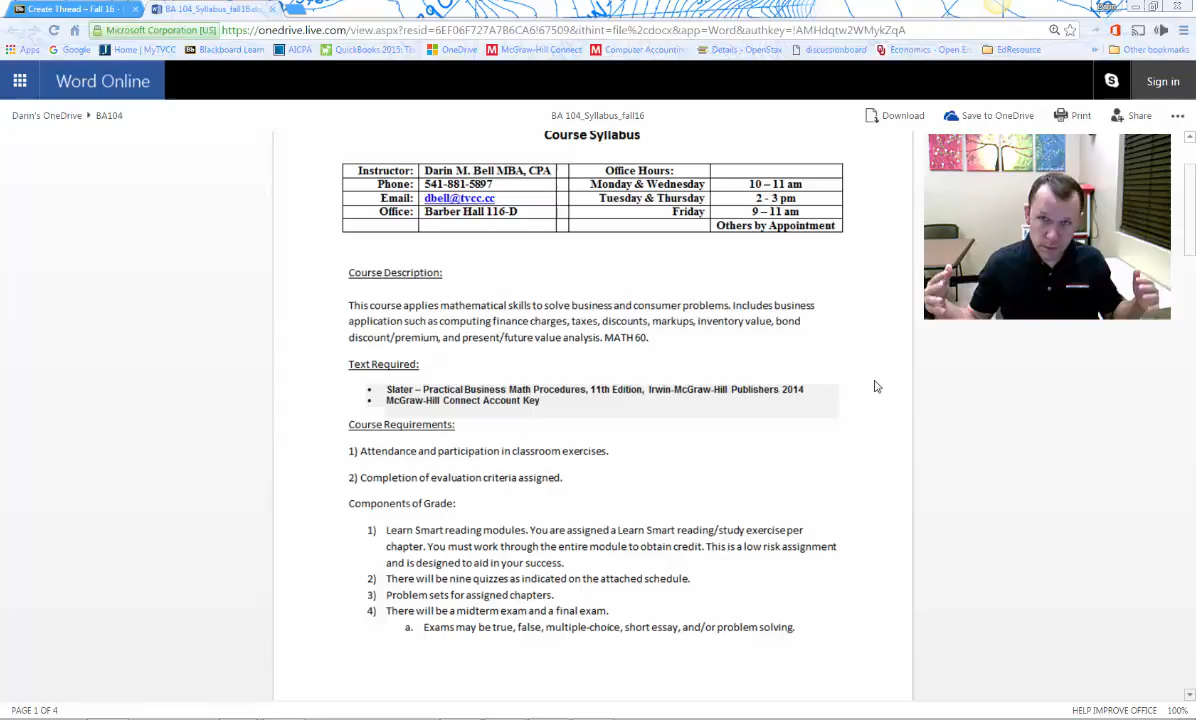 Create Thread – Fall 16 -
BA 104_Syllabus_fall16.do
Darin
Microsoft Corporation [US]
https://onedrive.live.com/view.aspx?resid=6EF06F7127A7B6CA6!67509&ithint=file%2cdocx&app=Word&authkey=!AMHdqtw2WMykZqA
Apps
Google
Home | MyTVCC
Blackboard Learn
AICPA
QuickBooks 2015: The
OneDrive
McGraw-Hill Connect
Computer Accounting
Details - OpenStax
discussionboard
Economics - Open Ed
EdResource
Other bookmarks
Word Online
Sign in
Darin's OneDrive
BA104
BA 104_Syllabus_fall16
Download
Save to OneDrive
Print
Share
Course Syllabus
Instructor: Darin M. Bell MBA, CPA Office Hours:
Phone: 541-881-5897 Monday & Wednesday 10 – 11 am
Email: dbell@tvcc.cc Tuesday & Thursday 2 - 3 pm
Office: Barber Hall 116-D Friday 9 – 11 am
Others by Appointment
Course Description:
This course applies mathematical skills to solve business and consumer problems. Includes business
application such as computing finance charges, taxes, discounts, markups, inventory value, bond
discount/premium, and present/future value analysis. MATH 60.
Text Required:
• Slater – Practical Business Math Procedures, 11th Edition, Irwin-McGraw-Hill Publishers 2014
• McGraw-Hill Connect Account Key
Course Requirements:
1) Attendance and participation in classroom exercises.
2) Completion of evaluation criteria assigned.
Components of Grade:
1) Learn Smart reading modules. You are assigned a Learn Smart reading/study exercise per
chapter. You must work through the entire module to obtain credit. This is a low risk assignment
and is designed to aid in your success.
2) There will be nine quizzes as indicated on the attached schedule.
3) Problem sets for assigned chapters.
4) There will be a midterm exam and a final exam.
a. Exams may be true, false, multiple-choice, short essay, and/or problem solving.
PAGE 1 OF 4
HELP IMPROVE OFFICE
100%